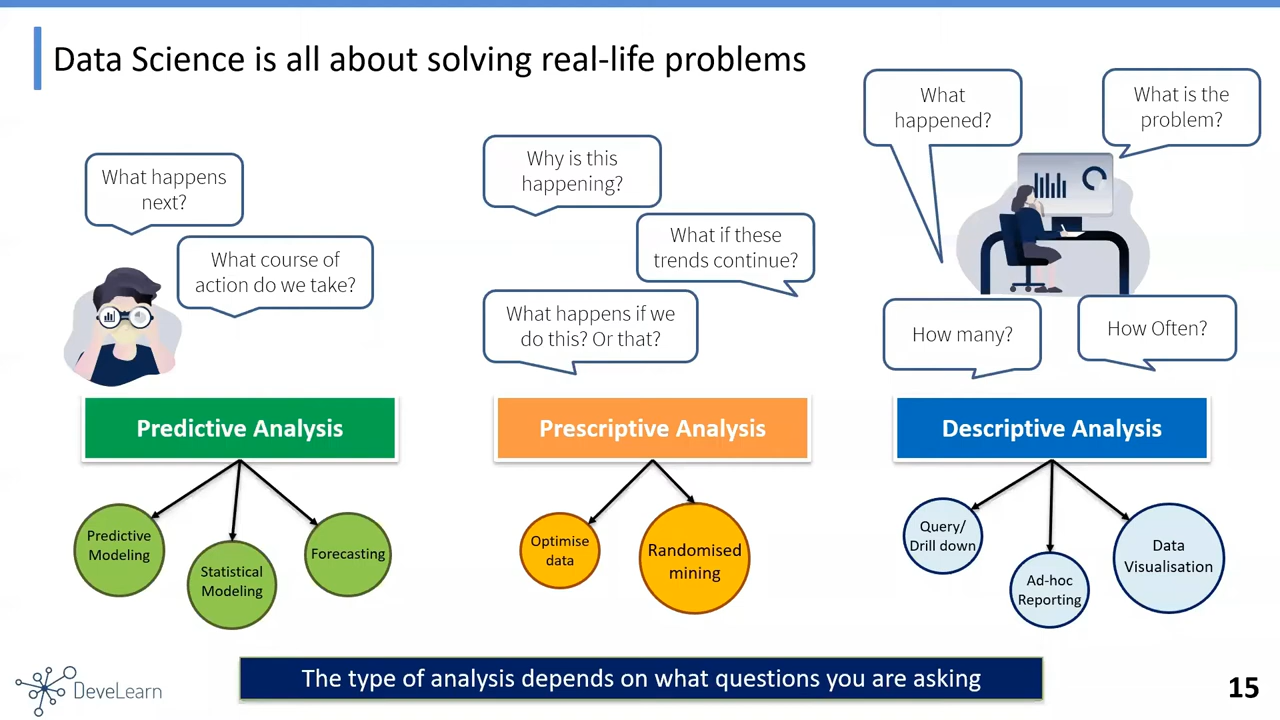 Data Science is all about solving real-life problems
What happens
next?
What course of
action do we take?
Why is this
happening?
What if these
trends continue?
What happens if we
do this? Or that?
What
happened?
What is the
problem?
How many?
How Often?
Predictive Analysis
Predictive
Modeling
Statistical
Modeling
Forecasting
Prescriptive Analysis
Optimise
data
Randomised
mining
Descriptive Analysis
Query/
Drill down
Ad-hoc
Reporting
Data
Visualisation
The type of analysis depends on what questions you are asking
DeveLearn
15